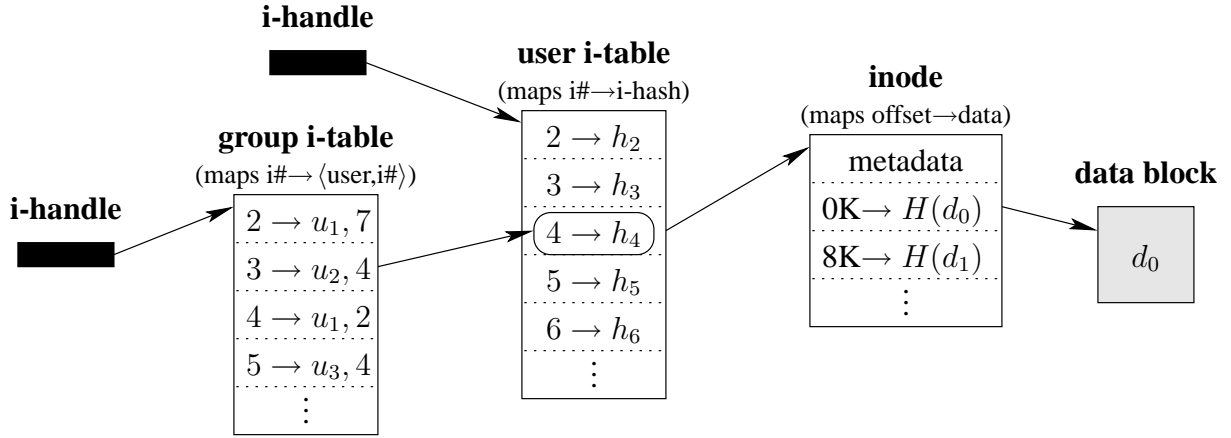 i-handle
group i-table
(maps i#→⟨user,i#⟩)
2 → u₁, 7
3 → u₂, 4
4 → u₁, 2
5 → u₃, 4
⋮
i-handle
user i-table
(maps i#→i-hash)
2 → h₂
3 → h₃
4 → h₄
5 → h₅
6 → h₆
⋮
inode
(maps offset→data)
metadata
0K→ H(d₀)
8K→ H(d₁)
⋮
data block
d₀